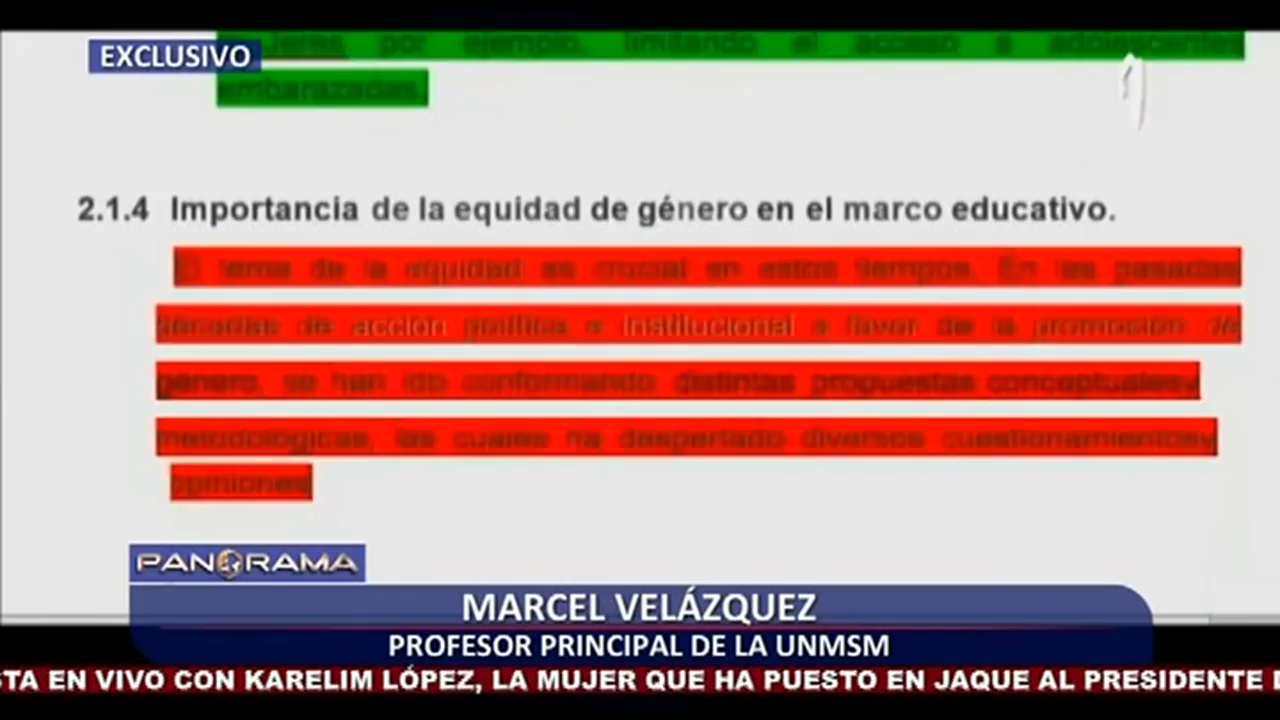 mujeres por ejemplo, limitando el acceso a adolescentes
EXCLUSIVO
embarazadas.
2.1.4 Importancia de la equidad de género en el marco educativo.
El tema de la equidad es crucial en estos tiempos. En las pasadas
décadas de acción política e institucional a favor de la promoción de
género, se han ido conformando distintas propuestas conceptualesy
metodológicas, las cuales ha despertado diversos cuestionamientosy
opiniones
PANORAMA
MARCEL VELÁZQUEZ
PROFESOR PRINCIPAL DE LA UNMSM
STA EN VIVO CON KARELIM LÓPEZ, LA MUJER QUE HA PUESTO EN JAQUE AL PRESIDENTE